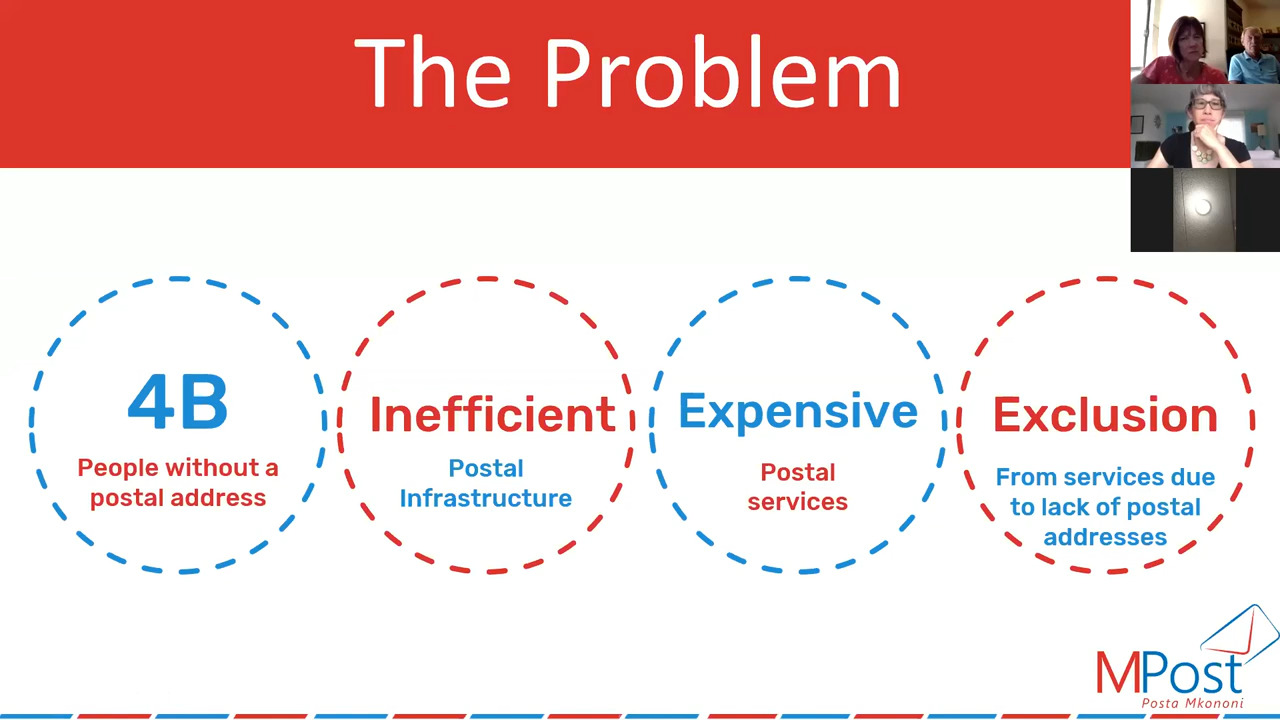 The Problem
4B
People without a
postal address
Inefficient
Postal
Infrastructure
Expensive
Postal
services
Exclusion
From services due
to lack of postal
addresses
MPost
Posta Mkononi